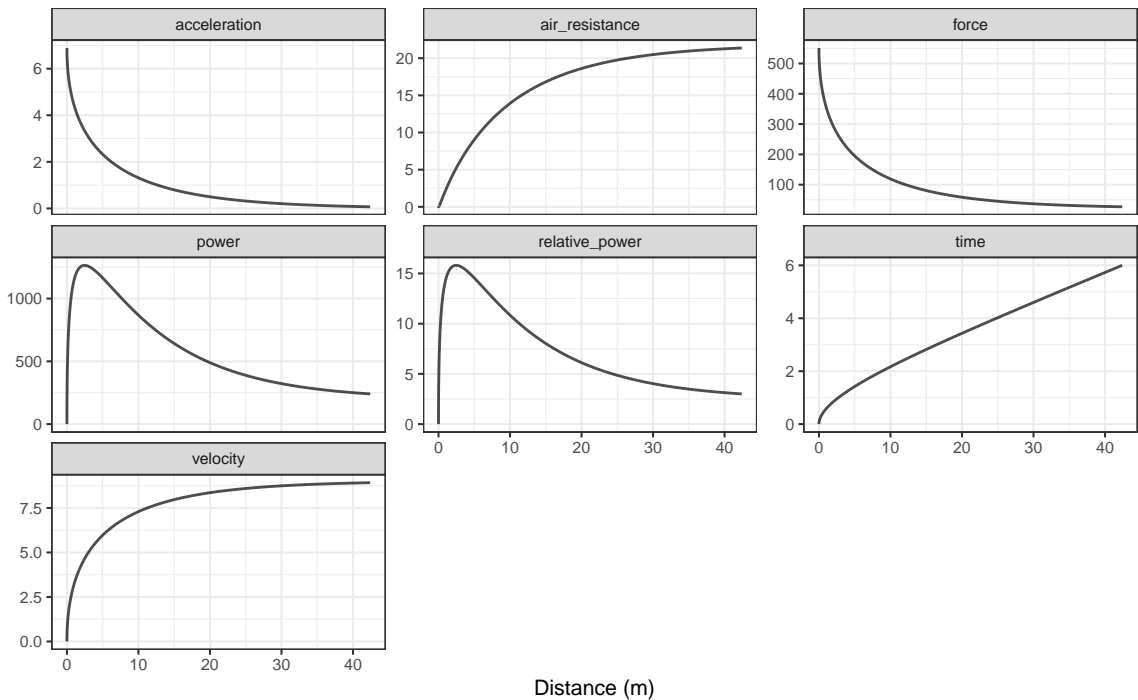 acceleration air_resistance force
6 4 2 0
20 15 10 5 0
500 400 300 200 100
power relative_power time
1000 500 0
15 10 5 0
6 4 2 0
0 10 20 30 40
0 10 20 30 40
velocity
7.5 5.0 2.5 0.0
0 10 20 30 40
Distance (m)